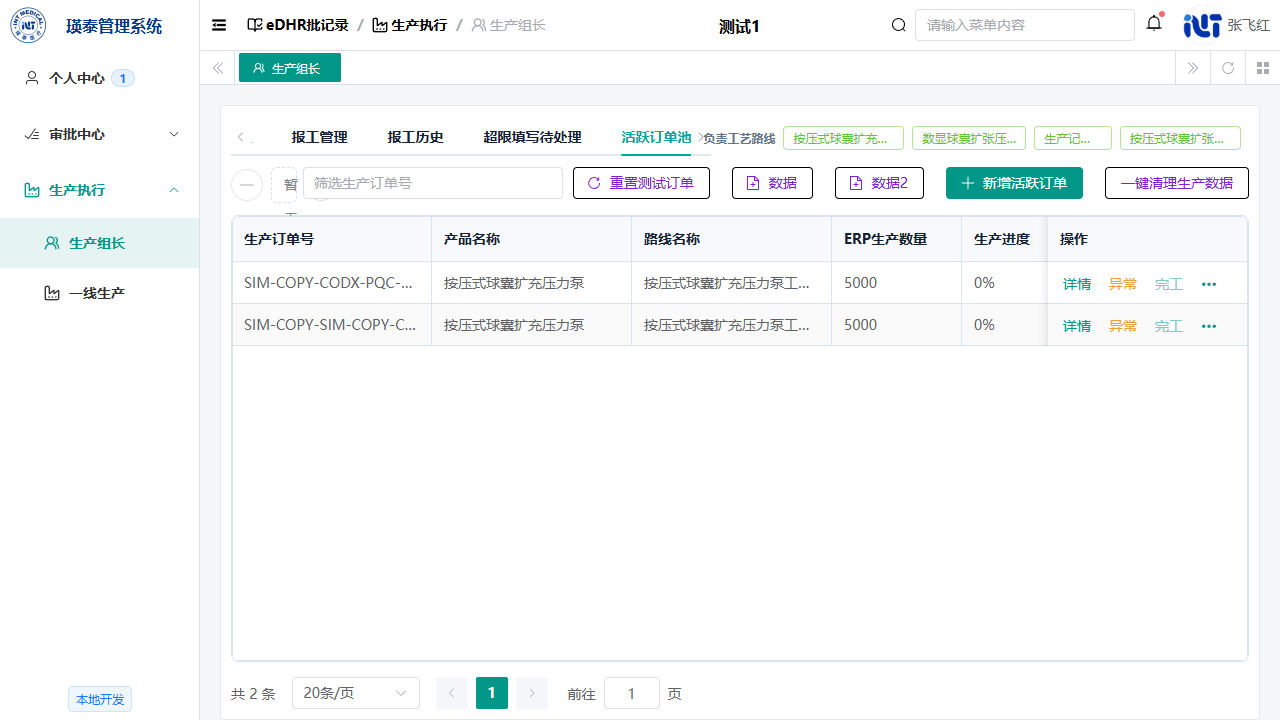 瑛泰管理系统
eDHR批记录 / 生产执行 / 生产组长
测试1
请输入菜单内容
张飞红
个人中心 1
审批中心
生产执行
生产组长
一线生产
本地开发
生产组长
报工管理 报工历史 超限填写待处理 活跃订单池
负责工艺路线 按压式球囊扩充... 数显球囊扩张压... 生产记... 按压式球囊扩张...
暂 筛选生产订单号 重置测试订单 数据 数据2 新增活跃订单 一键清理生产数据
生产订单号 产品名称 路线名称 ERP生产数量 生产进度 操作
SIM-COPY-CODX-PQC-... 按压式球囊扩充压力泵 按压式球囊扩充压力泵工... 5000 0% 详情 异常 完工
SIM-COPY-SIM-COPY-C... 按压式球囊扩充压力泵 按压式球囊扩充压力泵工... 5000 0% 详情 异常 完工
共 2 条 20条/页 1 前往 1 页